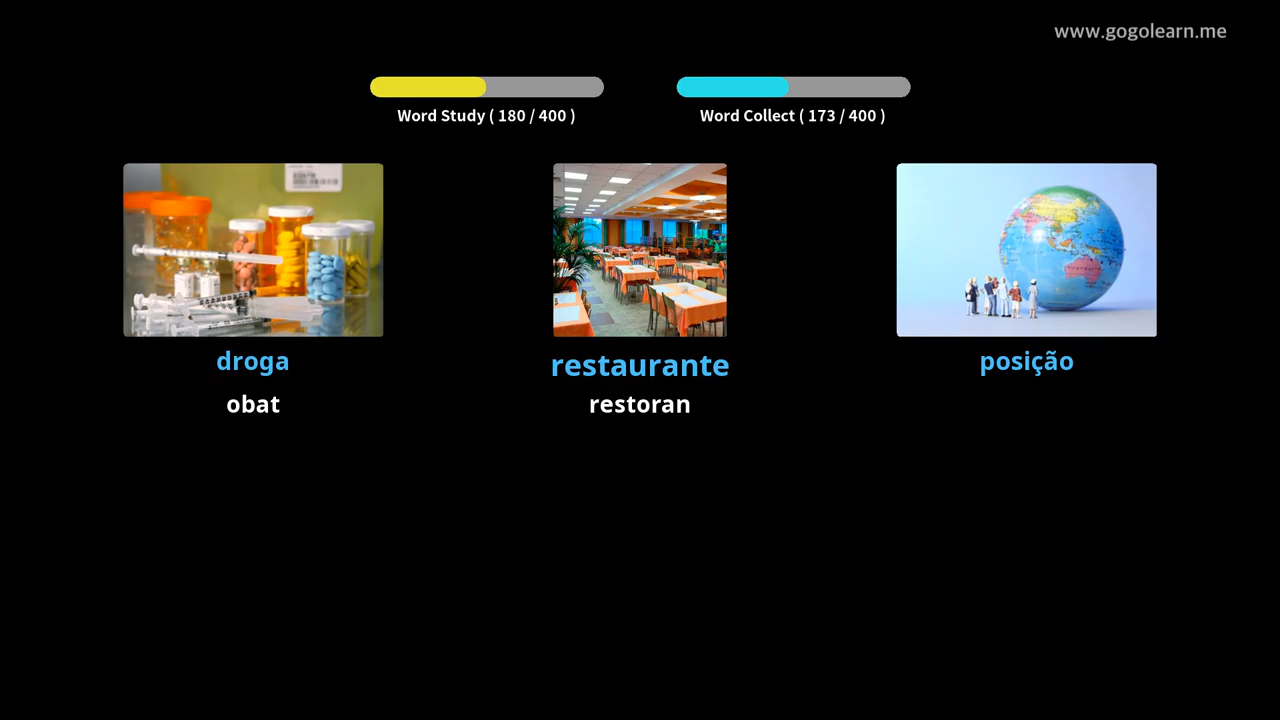 www.gogolearn.me
Word Study ( 180 / 400 )
Word Collect ( 173 / 400 )
droga
restaurante
posição
obat
restoran